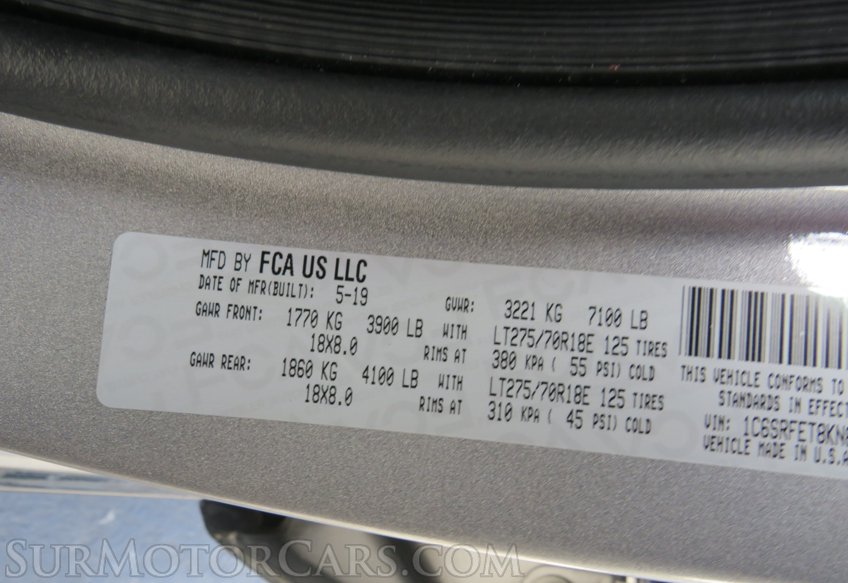 MFD BY FCA US LLC
DATE OF MFR(BUILT): 5-19 GVWR: 3221 KG 7100 LB
GAWR FRONT: 1770 KG 3900 LB WITH LT275/70R18E 125 TIRES
18X8.0 RIMS AT 380 KPA ( 55 PSI) COLD
GAWR REAR: 1860 KG 4100 LB WITH LT275/70R18E 125 TIRES
18X8.0 RIMS AT 310 KPA ( 45 PSI) COLD
THIS VEHICLE CONFORMS TO
STANDARDS IN EFFECT
VIN: 1C6SRFET8KN
VEHICLE MADE IN U.S.A
SURMOTORCARS.COM